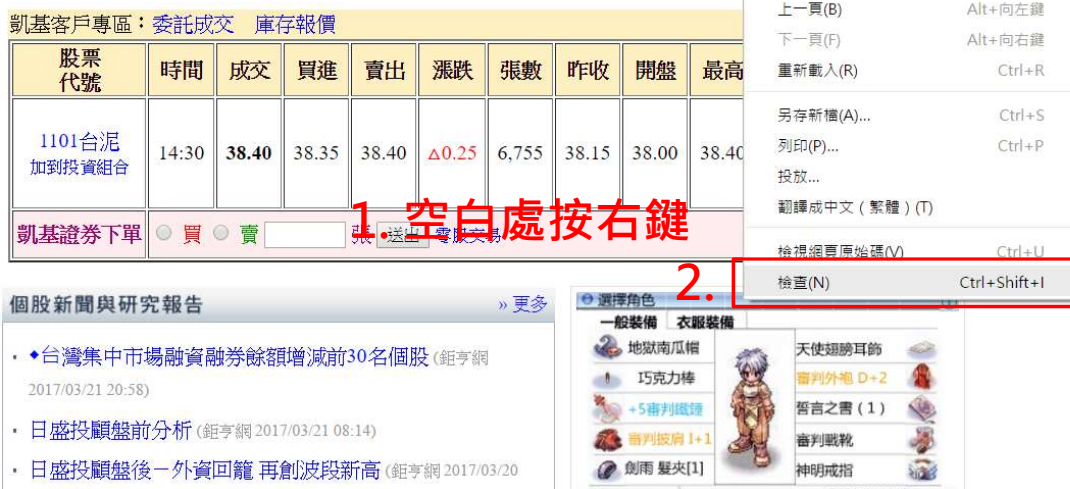 凱基客戶專區：委託成交 庫存報價
股票代號 時間 成交 買進 賣出 漲跌 張數 昨收 開盤 最高
1101台泥
加到投資組合
14:30 38.40 38.35 38.40 △0.25 6,755 38.15 38.00 38.40
凱基證券下單 買 賣 張 送出 零股交易
1. 空白處按右鍵
上一頁(B) Alt+向左鍵
下一頁(F) Alt+向右鍵
重新載入(R) Ctrl+R
另存新檔(A)... Ctrl+S
列印(P)... Ctrl+P
投放...
翻譯成中文（繁體）(T)
檢視網頁原始碼(V) Ctrl+U
2. 檢查(N) Ctrl+Shift+I
個股新聞與研究報告 » 更多
◆台灣集中市場融資融券餘額增減前30名個股 (鉅亨網
2017/03/21 20:58)
日盛投顧盤前分析 (鉅亨網 2017/03/21 08:14)
日盛投顧盤後－外資回籠 再創波段新高 (鉅亨網 2017/03/20
選擇角色
一般裝備 衣服裝備
地獄南瓜帽 天使翅膀耳飾
巧克力棒 審判外袍 D+2
+5審判鐵鎚 誓言之書 ( 1 )
審判披肩 I+1 審判戰靴
劍雨 髮夾[1] 神明戒指